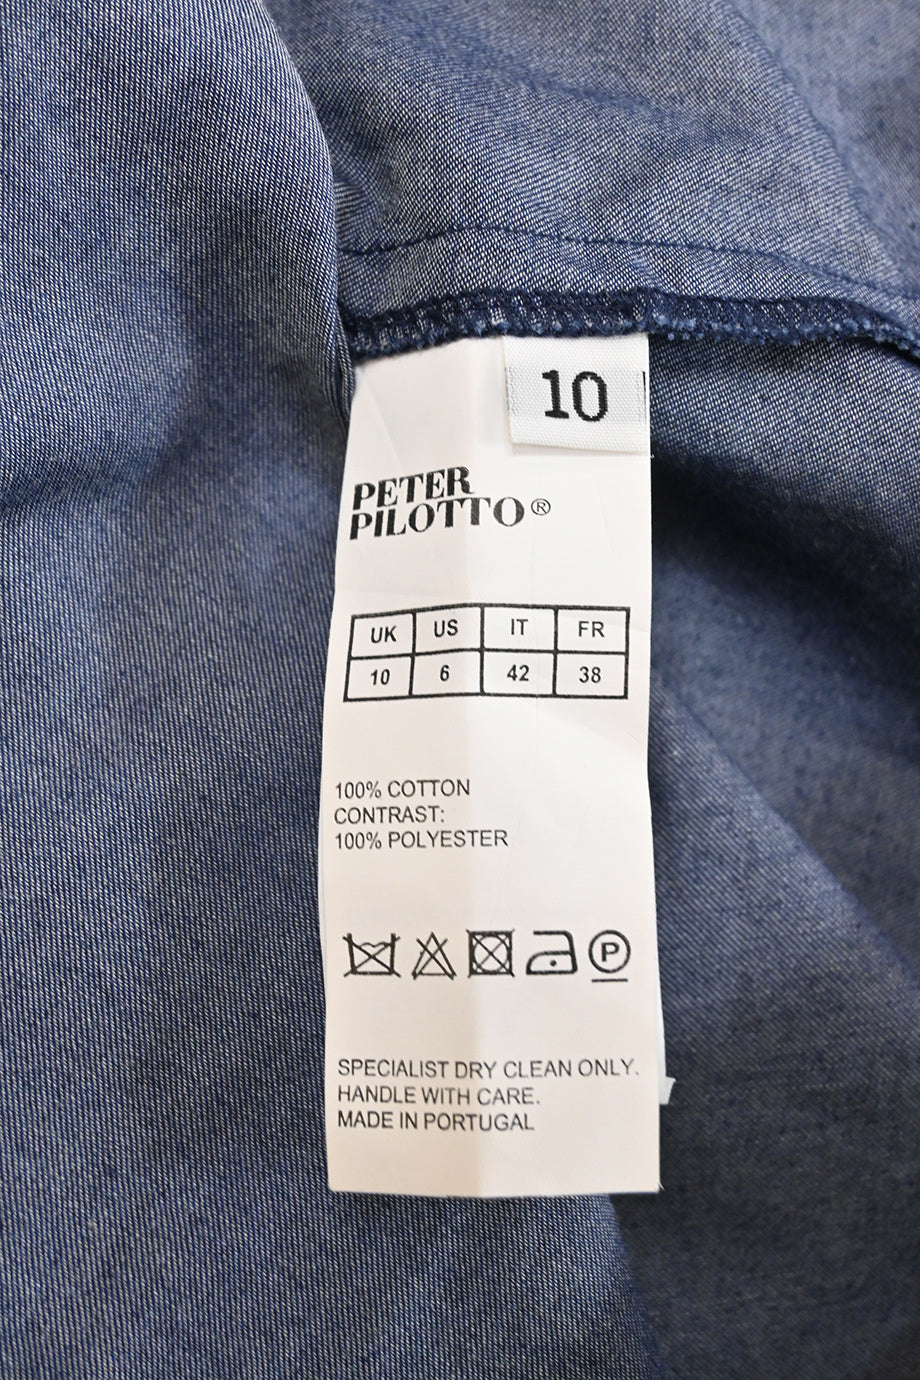 10
PETER
PILOTTO®
UK US IT FR
10 6 42 38
100% COTTON
CONTRAST:
100% POLYESTER
P
SPECIALIST DRY CLEAN ONLY.
HANDLE WITH CARE.
MADE IN PORTUGAL